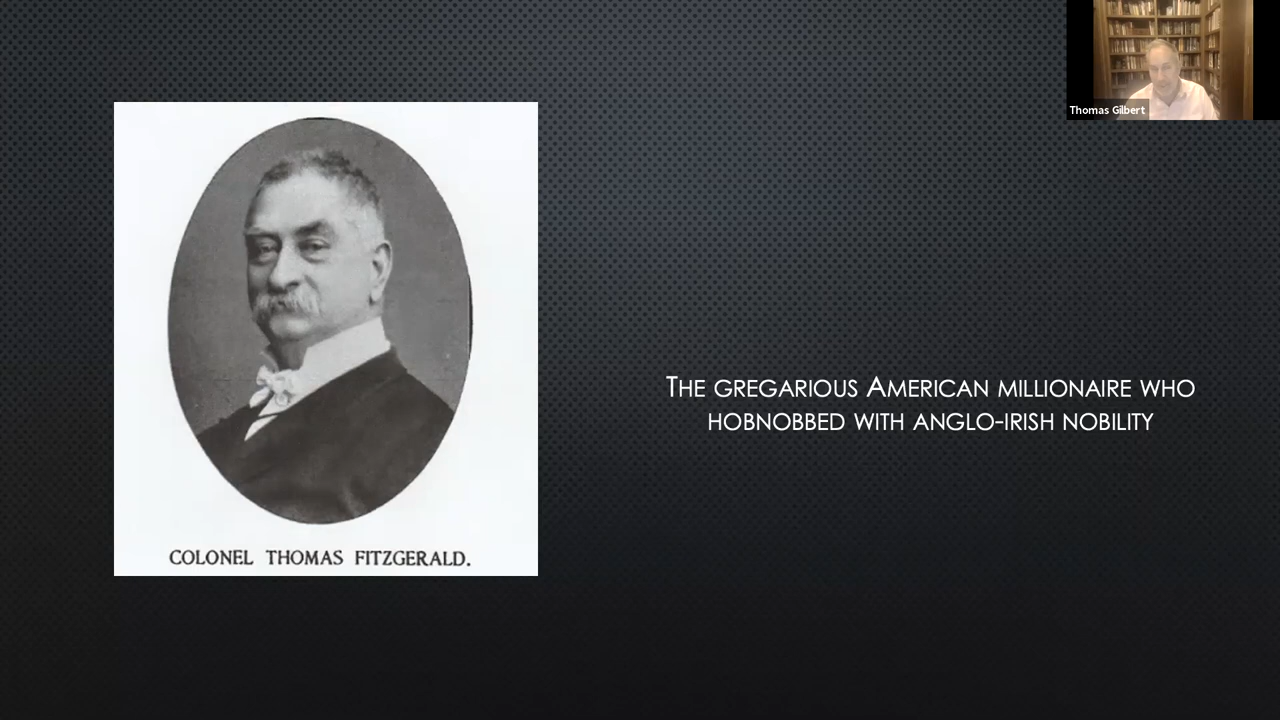 Thomas Gilbert
The gregarious American millionaire who
hobnobbed with anglo-irish nobility
COLONEL THOMAS FITZGERALD.